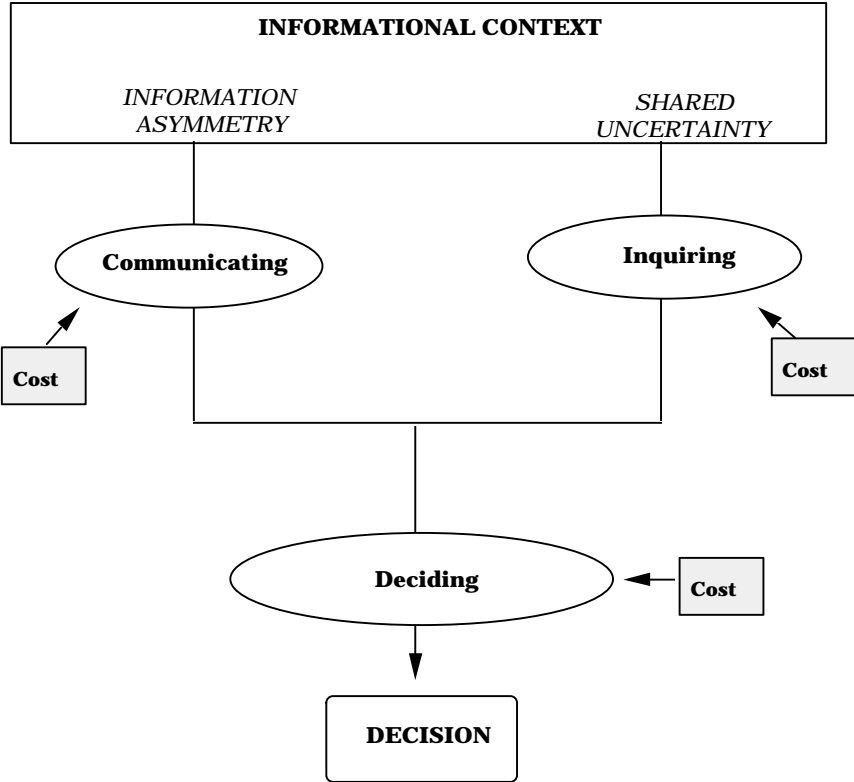 INFORMATIONAL CONTEXT
INFORMATION
ASYMMETRY
SHARED
UNCERTAINTY
Communicating
Inquiring
Cost
Cost
Deciding
Cost
DECISION